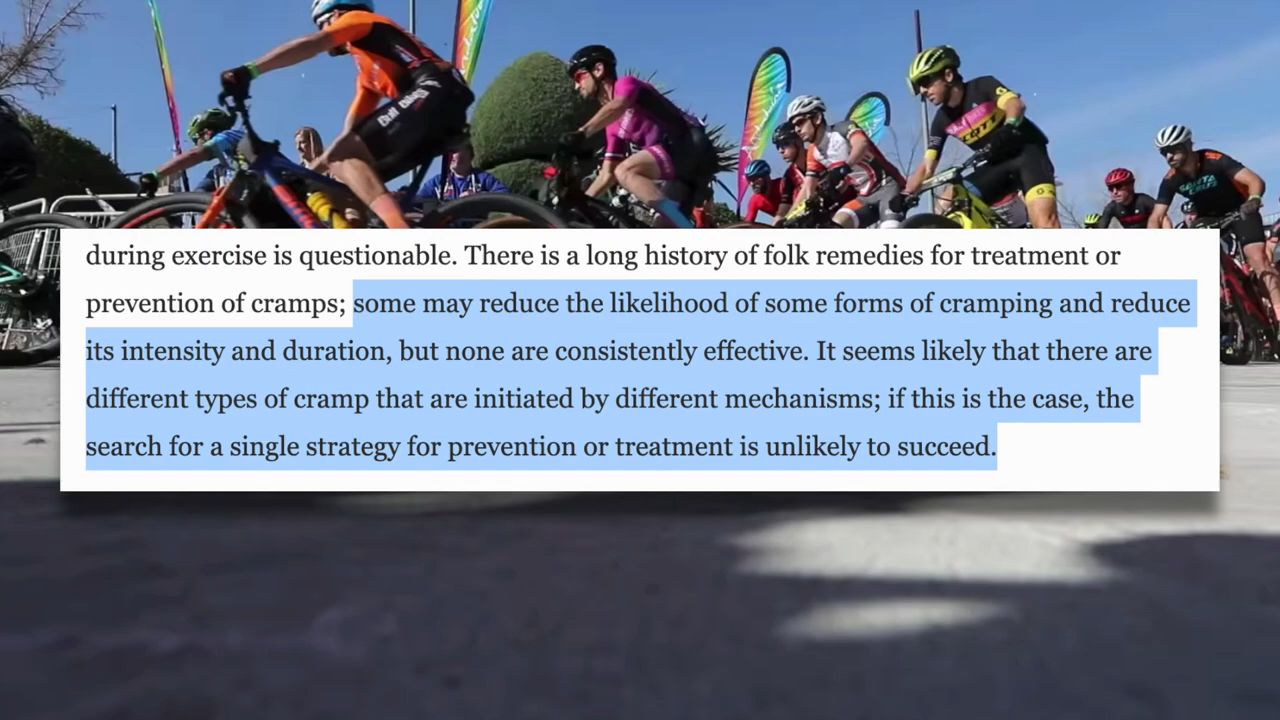 during exercise is questionable. There is a long history of folk remedies for treatment or
prevention of cramps; some may reduce the likelihood of some forms of cramping and reduce
its intensity and duration, but none are consistently effective. It seems likely that there are
different types of cramp that are initiated by different mechanisms; if this is the case, the
search for a single strategy for prevention or treatment is unlikely to succeed.